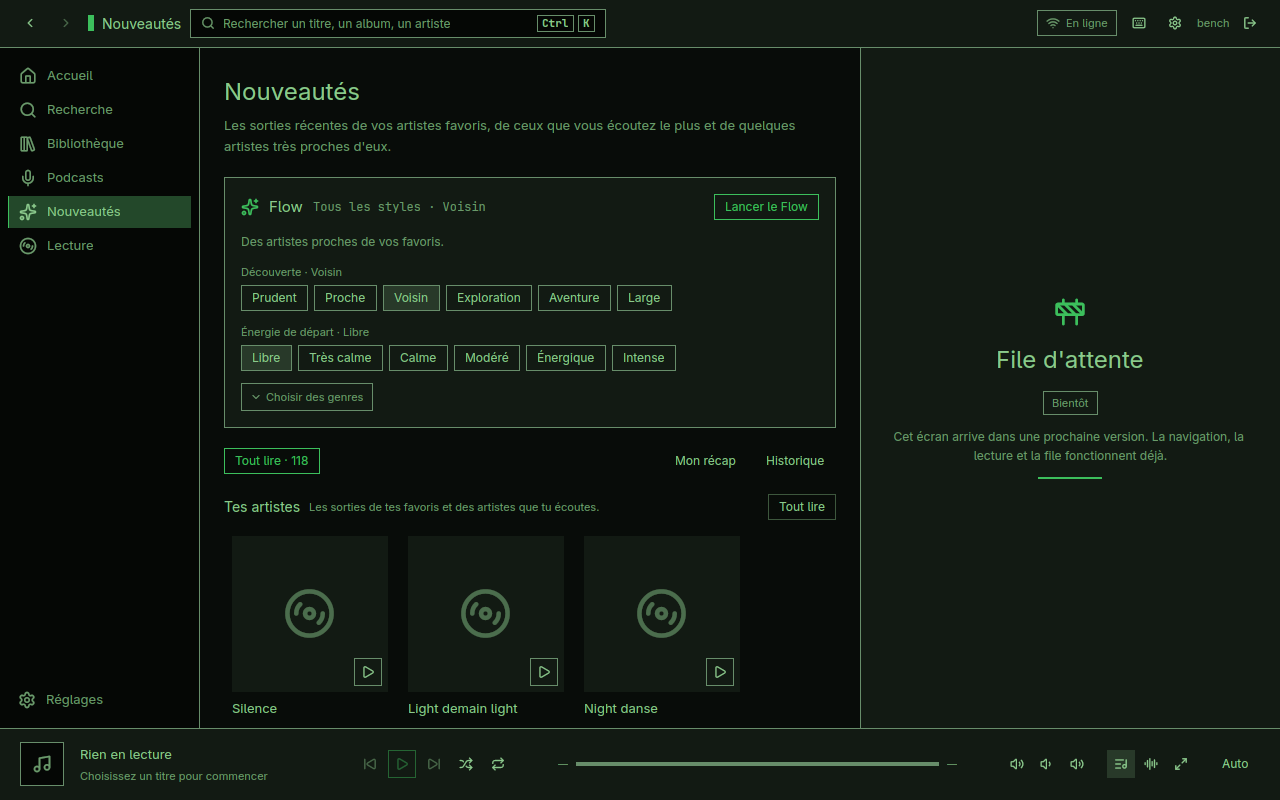 Nouveautés
Rechercher un titre, un album, un artiste
Ctrl K
En ligne
bench
Accueil
Recherche
Bibliothèque
Podcasts
Nouveautés
Lecture
Réglages
Nouveautés
Les sorties récentes de vos artistes favoris, de ceux que vous écoutez le plus et de quelques
artistes très proches d'eux.
Flow Tous les styles · Voisin
Lancer le Flow
Des artistes proches de vos favoris.
Découverte · Voisin
Prudent Proche Voisin Exploration Aventure Large
Énergie de départ · Libre
Libre Très calme Calme Modéré Énergique Intense
Choisir des genres
Tout lire · 118
Mon récap Historique
Tes artistes Les sorties de tes favoris et des artistes que tu écoutes.
Tout lire
Silence
Light demain light
Night danse
File d'attente
Bientôt
Cet écran arrive dans une prochaine version. La navigation, la
lecture et la file fonctionnent déjà.
Rien en lecture
Choisissez un titre pour commencer
— —
Auto